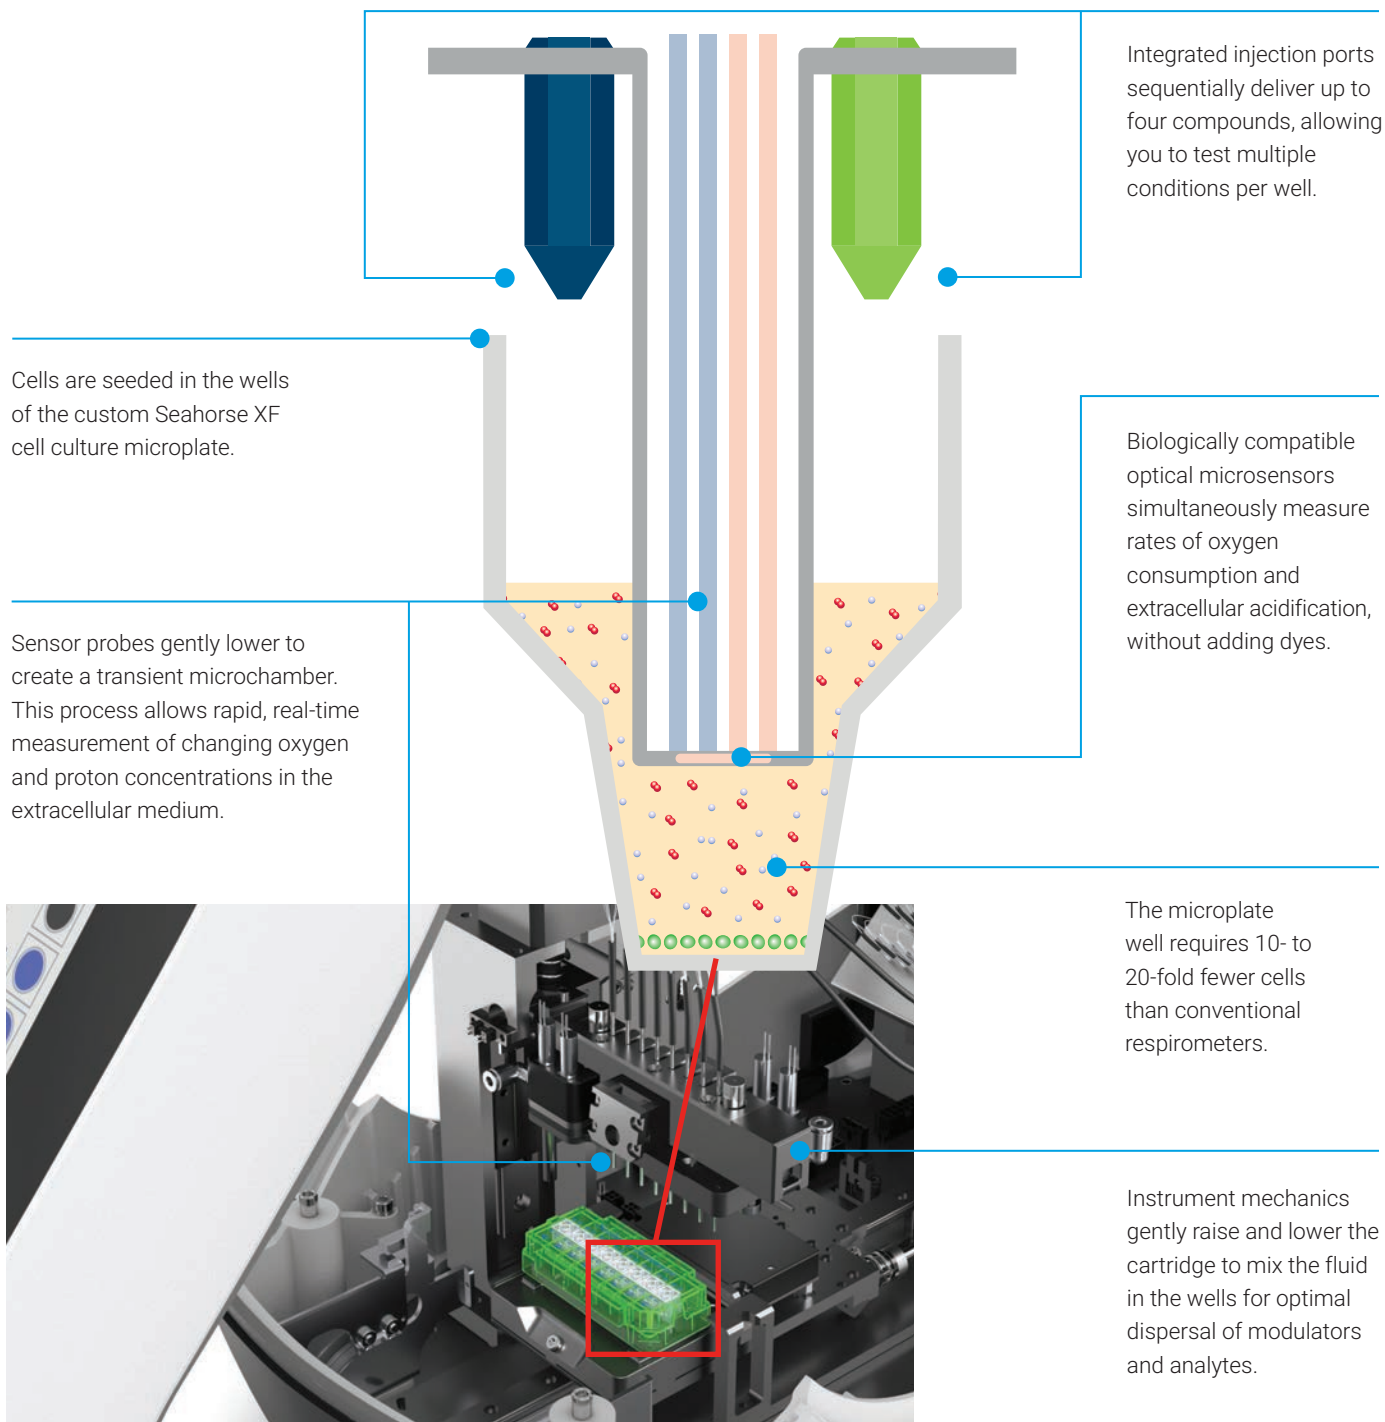 Integrated injection ports
sequentially deliver up to
four compounds, allowing
you to test multiple
conditions per well.
Cells are seeded in the wells
of the custom Seahorse XF
cell culture microplate.
Biologically compatible
optical microsensors
simultaneously measure
rates of oxygen
consumption and
extracellular acidification,
without adding dyes.
Sensor probes gently lower to
create a transient microchamber.
This process allows rapid, real-time
measurement of changing oxygen
and proton concentrations in the
extracellular medium.
The microplate
well requires 10- to
20-fold fewer cells
than conventional
respirometers.
Instrument mechanics
gently raise and lower the
cartridge to mix the fluid
in the wells for optimal
dispersal of modulators
and analytes.